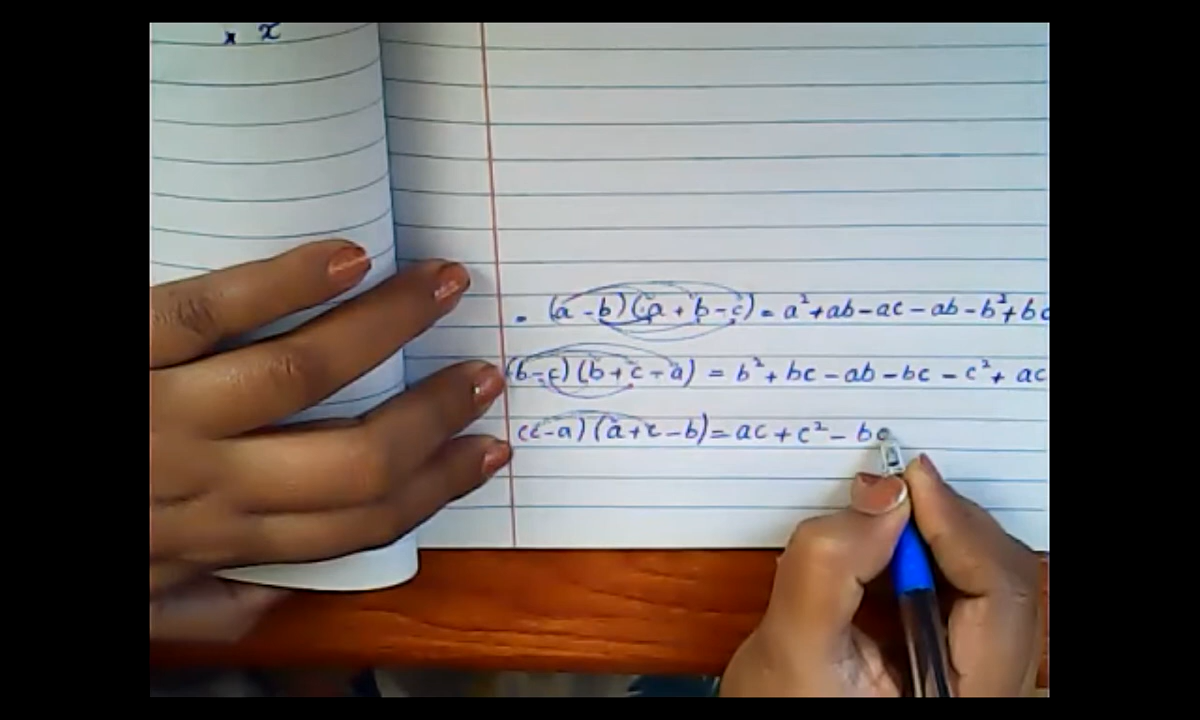 x x
= (a-b)(a+b-c) = a²+ab-ac-ab-b²+bc
(b-c)(b+c-a) = b²+bc-ab-bc-c²+ac
(c-a)(a+c-b) = ac+c²-bc